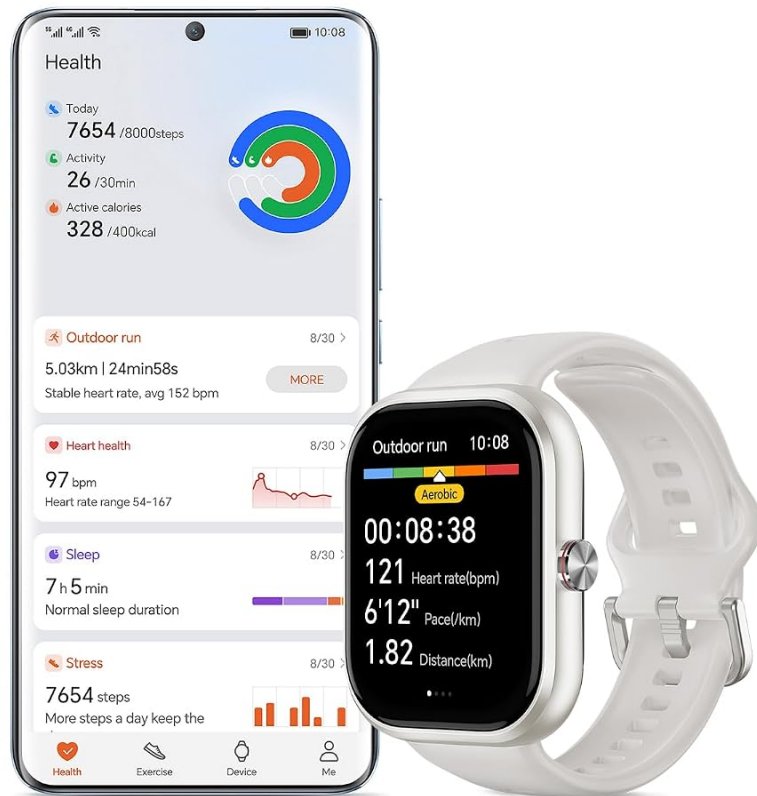 5G 4G 10:08
Health
Today
7654 /8000steps
Activity
26 /30min
Active calories
328 /400kcal
Outdoor run 8/30
5.03km | 24min58s
MORE
Stable heart rate, avg 152 bpm
Heart health 8/30
97 bpm
Heart rate range 54-167
Sleep 8/30
7 h 5 min
Normal sleep duration
Stress 8/30
7654 steps
More steps a day keep the
Health Exercise Device Me
Outdoor run 10:08
Aerobic
00:08:38
121 Heart rate(bpm)
6'12" Pace(/km)
1.82 Distance(km)